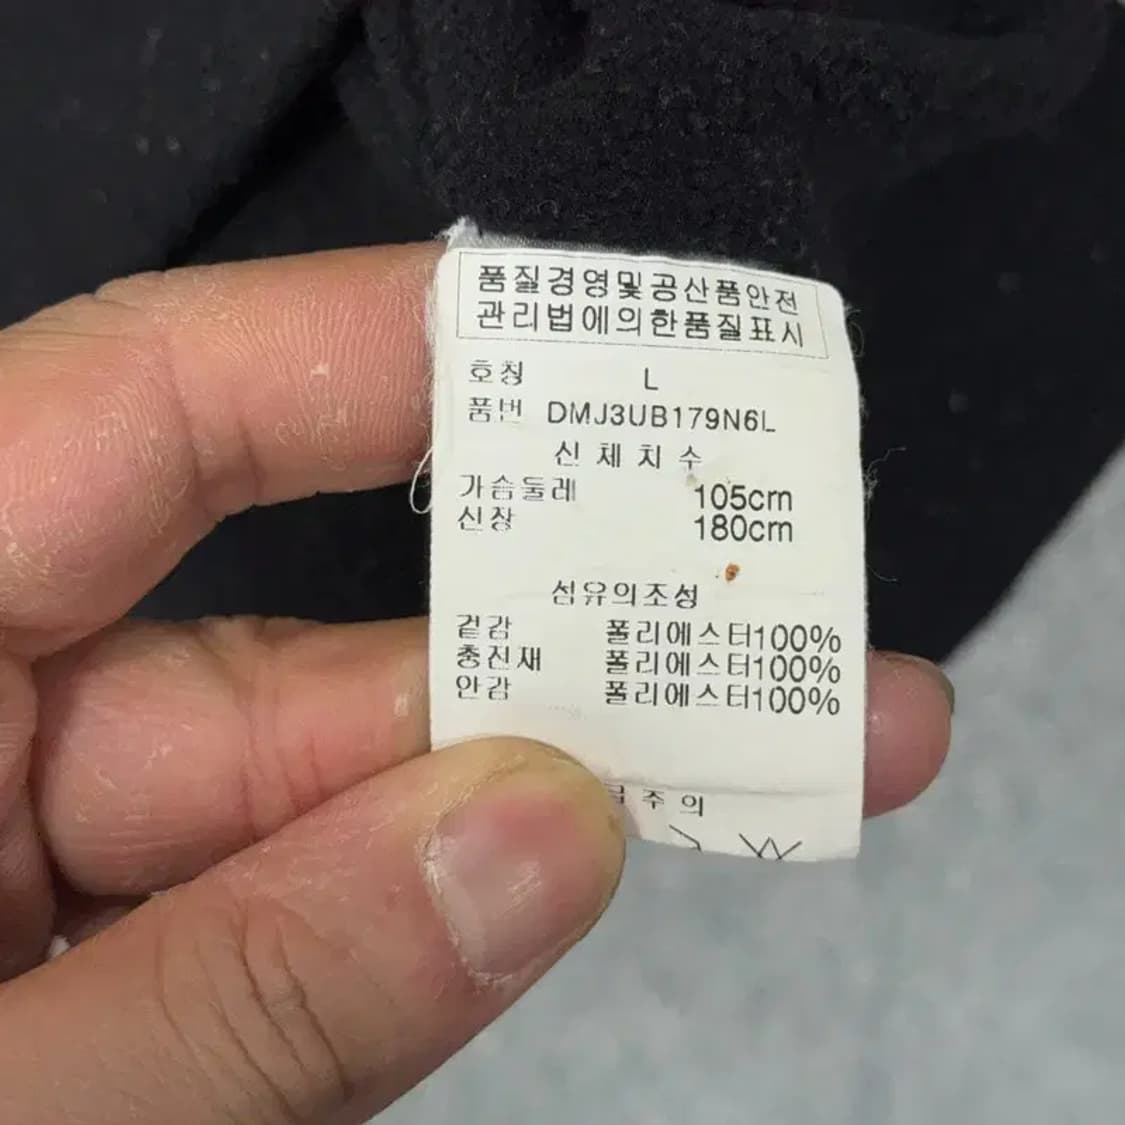 품질경영및공산품안전
관리법에의한품질표시
호칭 L
품번 DMJ3UB179N6L
신체치수
가슴둘레 105cm
신장 180cm
섬유의조성
겉감 폴리에스터100%
충전재 폴리에스터100%
안감 폴리에스터100%
주의